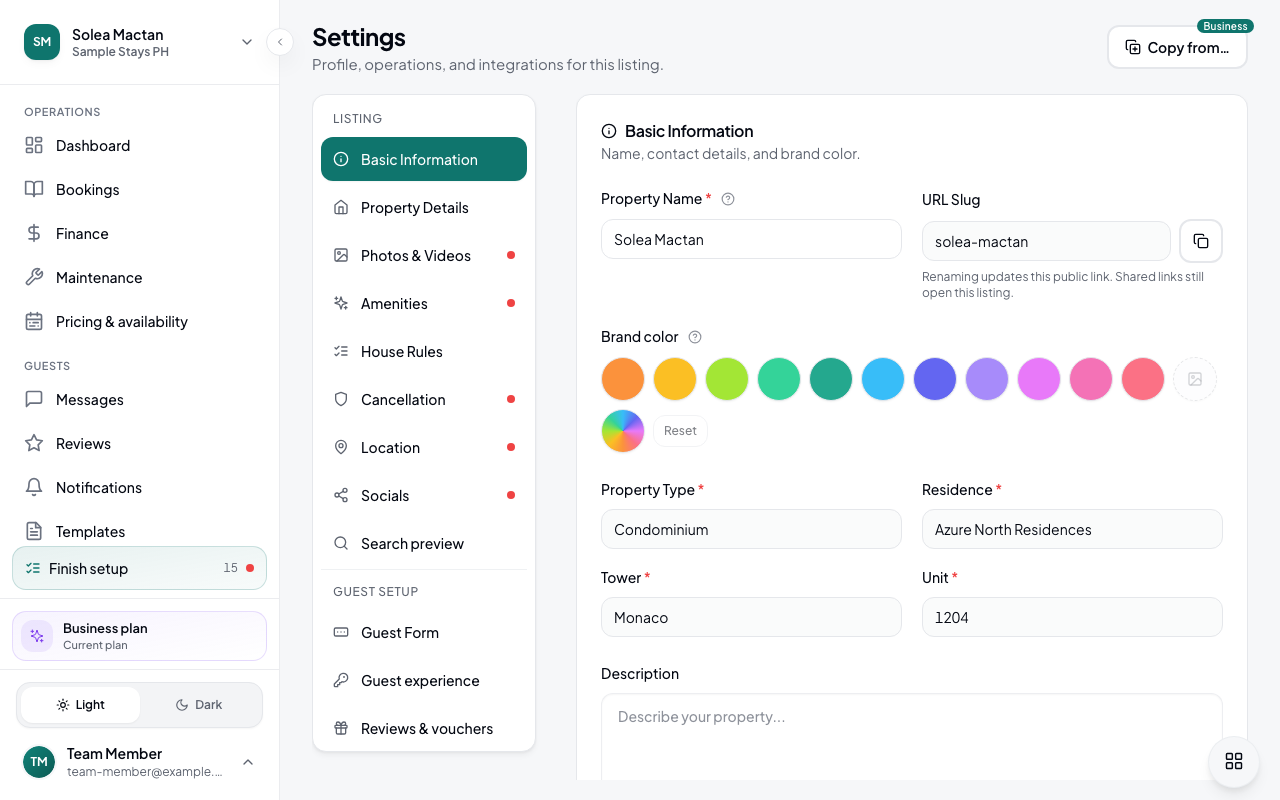 SM
Solea Mactan
Sample Stays PH
OPERATIONS
Dashboard
Bookings
Finance
Maintenance
Pricing & availability
GUESTS
Messages
Reviews
Notifications
Templates
Finish setup 15
Business plan
Current plan
Light Dark
TM
Team Member
team-member@example....
Settings
Profile, operations, and integrations for this listing.
Business
Copy from...
LISTING
Basic Information
Property Details
Photos & Videos
Amenities
House Rules
Cancellation
Location
Socials
Search preview
GUEST SETUP
Guest Form
Guest experience
Reviews & vouchers
Basic Information
Name, contact details, and brand color.
Property Name *
Solea Mactan
URL Slug
solea-mactan
Renaming updates this public link. Shared links still
open this listing.
Brand color
Reset
Property Type *
Condominium
Residence *
Azure North Residences
Tower *
Monaco
Unit *
1204
Description
Describe your property...